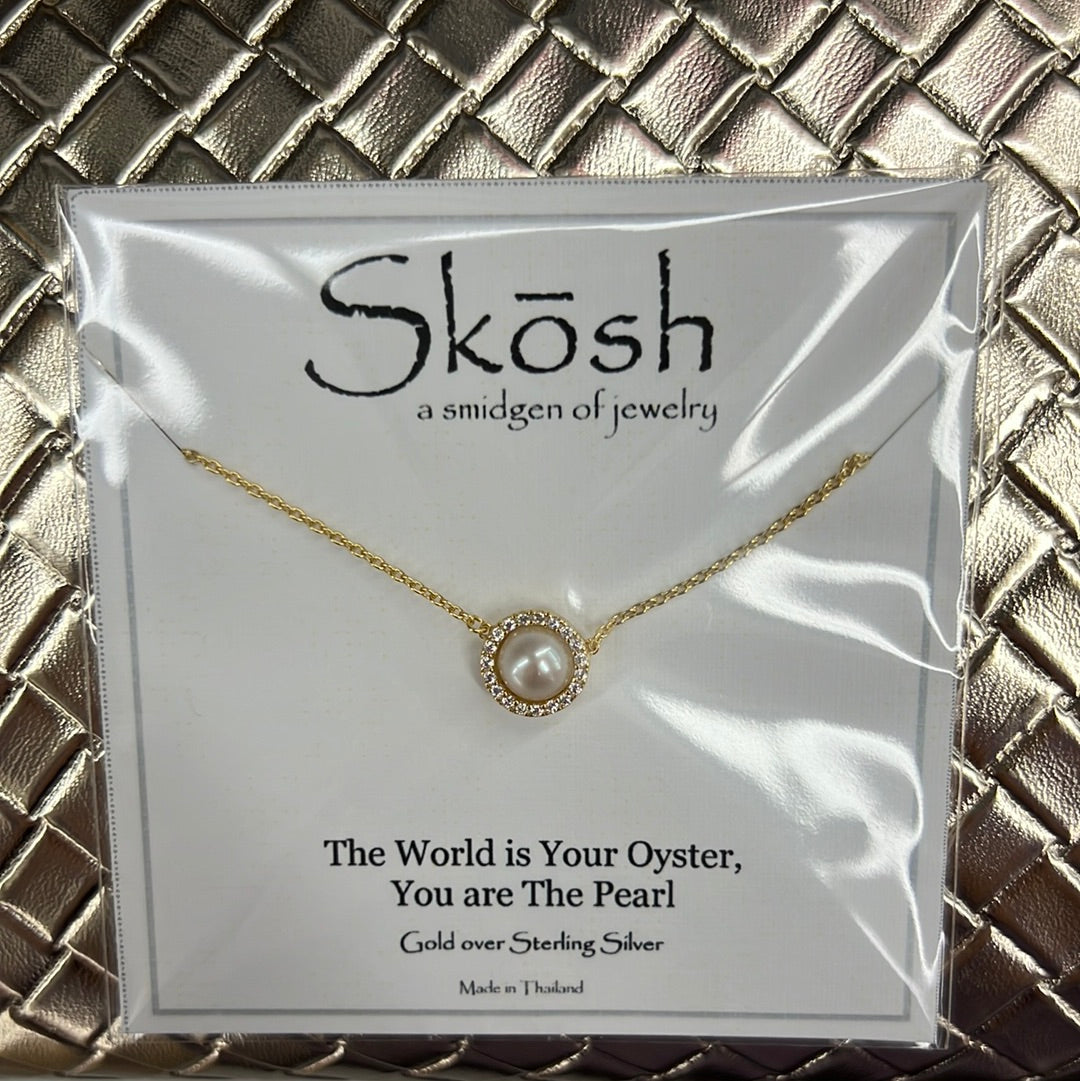 Skōsh
a smidgen of jewelry
The World is Your Oyster,
You are The Pearl
Gold over Sterling Silver
Made in Thailand